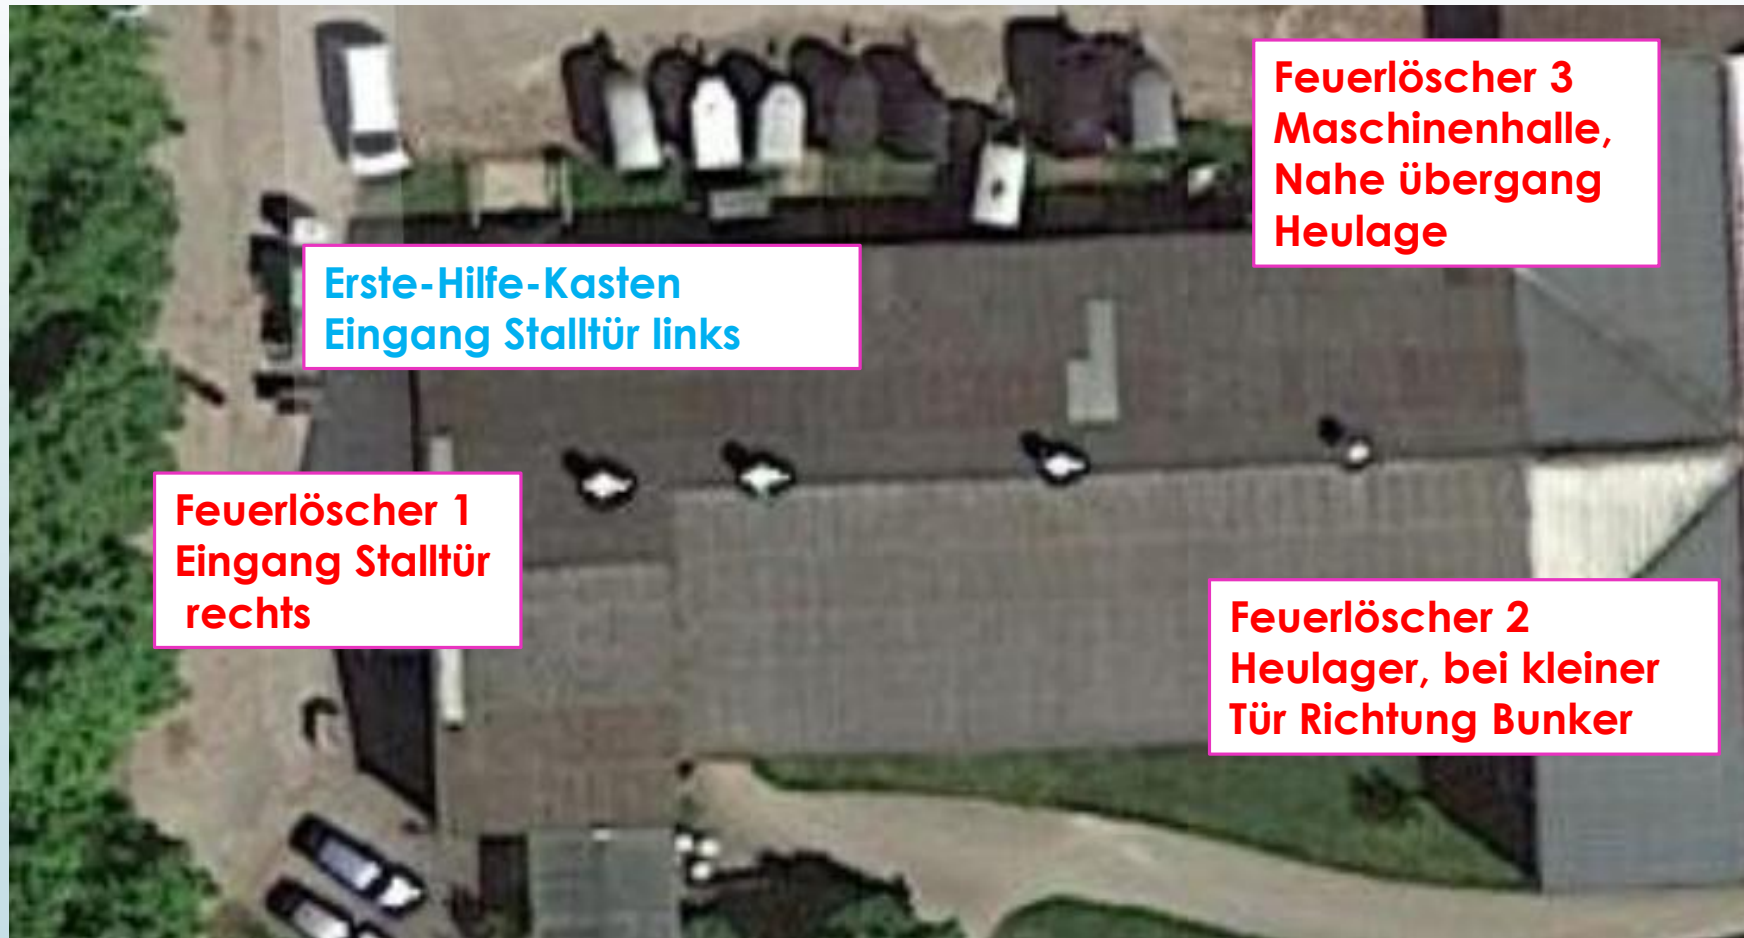 Feuerlöscher 3
Maschinenhalle,
Nahe übergang
Heulage
Erste-Hilfe-Kasten
Eingang Stalltür links
Feuerlöscher 1
Eingang Stalltür
rechts
Feuerlöscher 2
Heulager, bei kleiner
Tür Richtung Bunker